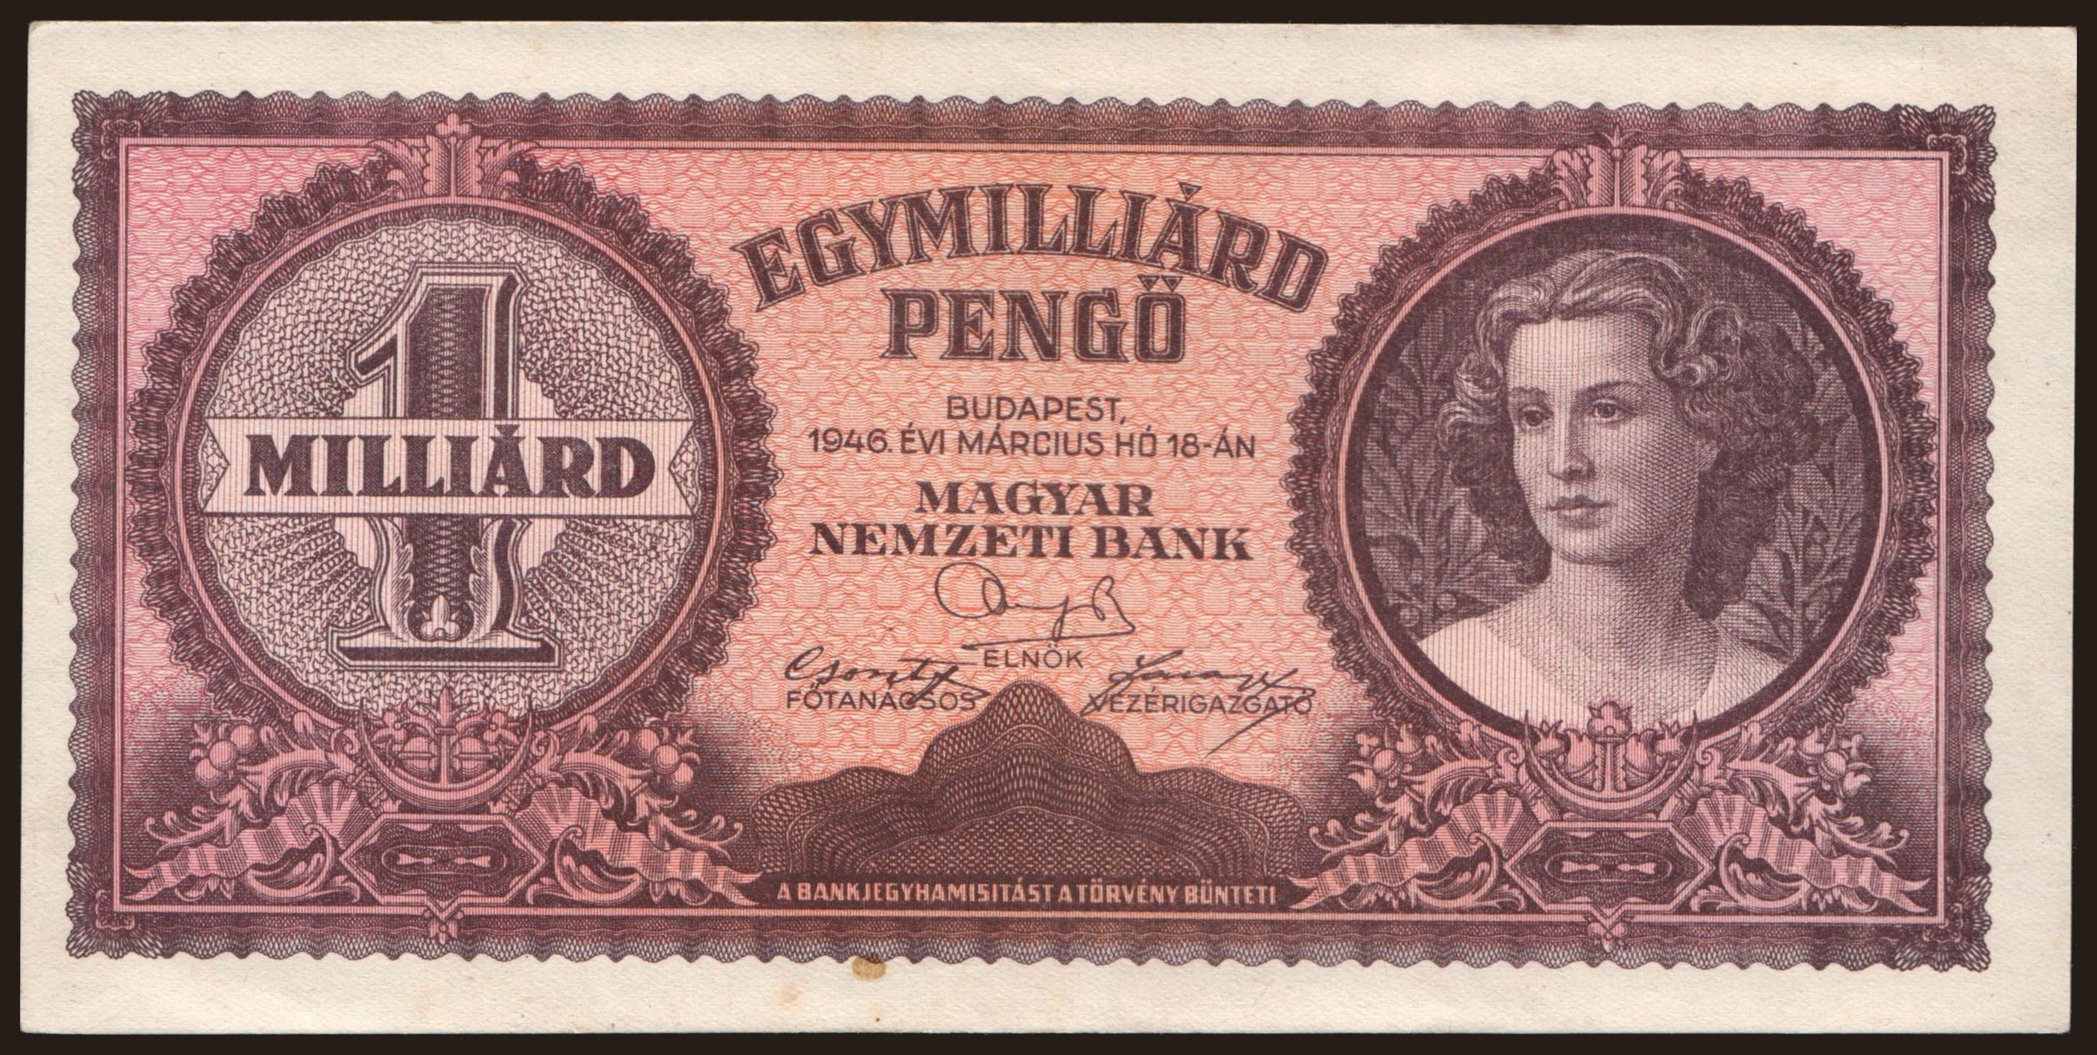 EGYMILLIÁRD
PENGŐ
1
MILLIÁRD
BUDAPEST,
1946. ÉVI MÁRCIUS HÓ 18-ÁN
MAGYAR
NEMZETI BANK
ELNÖK
FŐTANÁCSOS VEZÉRIGAZGATÓ
A BANKJEGYHAMISITÁST A TÖRVÉNY BÜNTETI